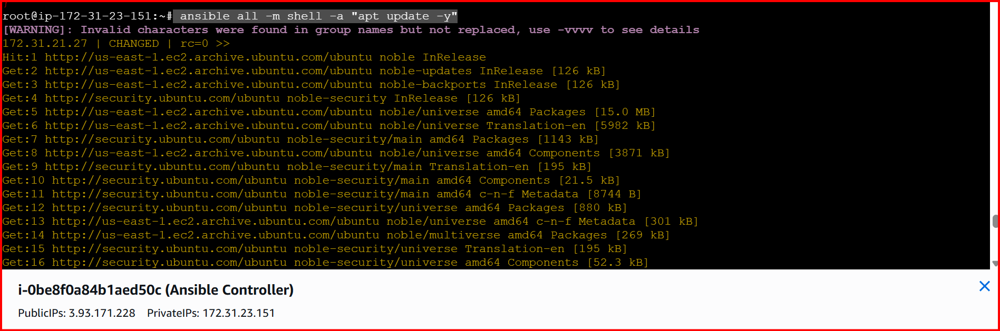 root@ip-172-31-23-151:~# ansible all -m shell -a "apt update -y"
[WARNING]: Invalid characters were found in group names but not replaced, use -vvvv to see details
172.31.21.27 | CHANGED | rc=0 >>
Hit:1 http://us-east-1.ec2.archive.ubuntu.com/ubuntu noble InRelease
Get:2 http://us-east-1.ec2.archive.ubuntu.com/ubuntu noble-updates InRelease [126 kB]
Get:3 http://us-east-1.ec2.archive.ubuntu.com/ubuntu noble-backports InRelease [126 kB]
Get:4 http://security.ubuntu.com/ubuntu noble-security InRelease [126 kB]
Get:5 http://us-east-1.ec2.archive.ubuntu.com/ubuntu noble/universe amd64 Packages [15.0 MB]
Get:6 http://us-east-1.ec2.archive.ubuntu.com/ubuntu noble/universe Translation-en [5982 kB]
Get:7 http://security.ubuntu.com/ubuntu noble-security/main amd64 Packages [1143 kB]
Get:8 http://us-east-1.ec2.archive.ubuntu.com/ubuntu noble/universe amd64 Components [3871 kB]
Get:9 http://security.ubuntu.com/ubuntu noble-security/main Translation-en [195 kB]
Get:10 http://security.ubuntu.com/ubuntu noble-security/main amd64 Components [21.5 kB]
Get:11 http://security.ubuntu.com/ubuntu noble-security/main amd64 c-n-f Metadata [8744 B]
Get:12 http://security.ubuntu.com/ubuntu noble-security/universe amd64 Packages [880 kB]
Get:13 http://us-east-1.ec2.archive.ubuntu.com/ubuntu noble/universe amd64 c-n-f Metadata [301 kB]
Get:14 http://us-east-1.ec2.archive.ubuntu.com/ubuntu noble/multiverse amd64 Packages [269 kB]
Get:15 http://security.ubuntu.com/ubuntu noble-security/universe Translation-en [195 kB]
Get:16 http://security.ubuntu.com/ubuntu noble-security/universe amd64 Components [52.3 kB]
i-0be8f0a84b1aed50c (Ansible Controller)
PublicIPs: 3.93.171.228 PrivateIPs: 172.31.23.151